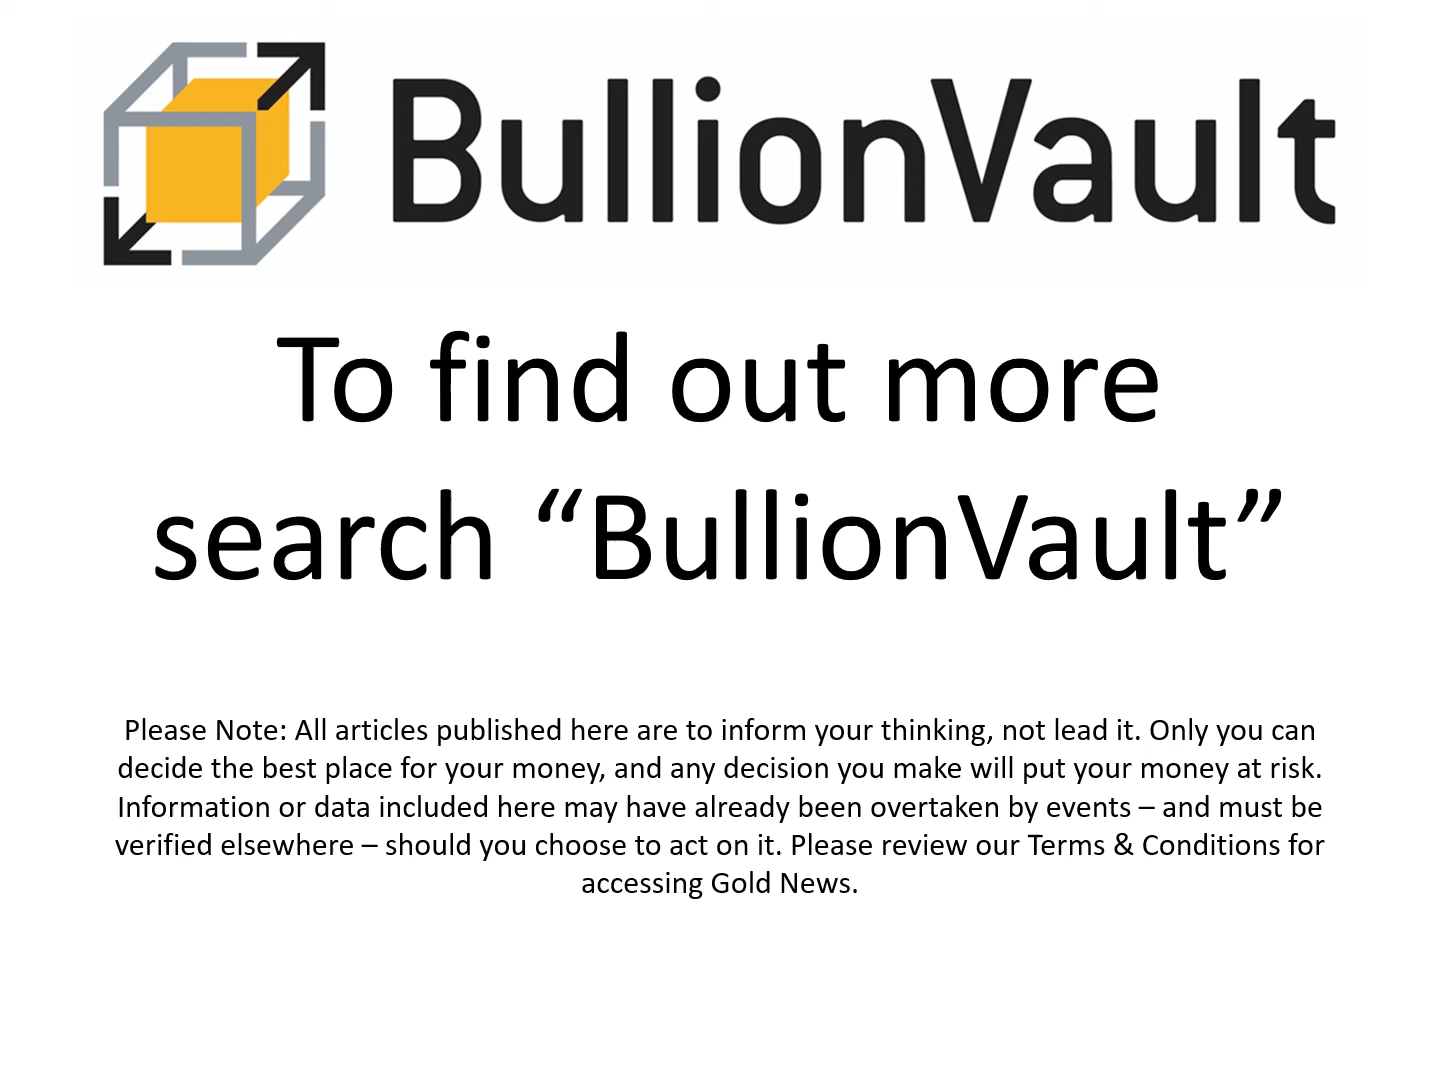 BullionVault
To find out more
search “BullionVault”
Please Note: All articles published here are to inform your thinking, not lead it. Only you can
decide the best place for your money, and any decision you make will put your money at risk.
Information or data included here may have already been overtaken by events – and must be
verified elsewhere – should you choose to act on it. Please review our Terms & Conditions for
accessing Gold News.